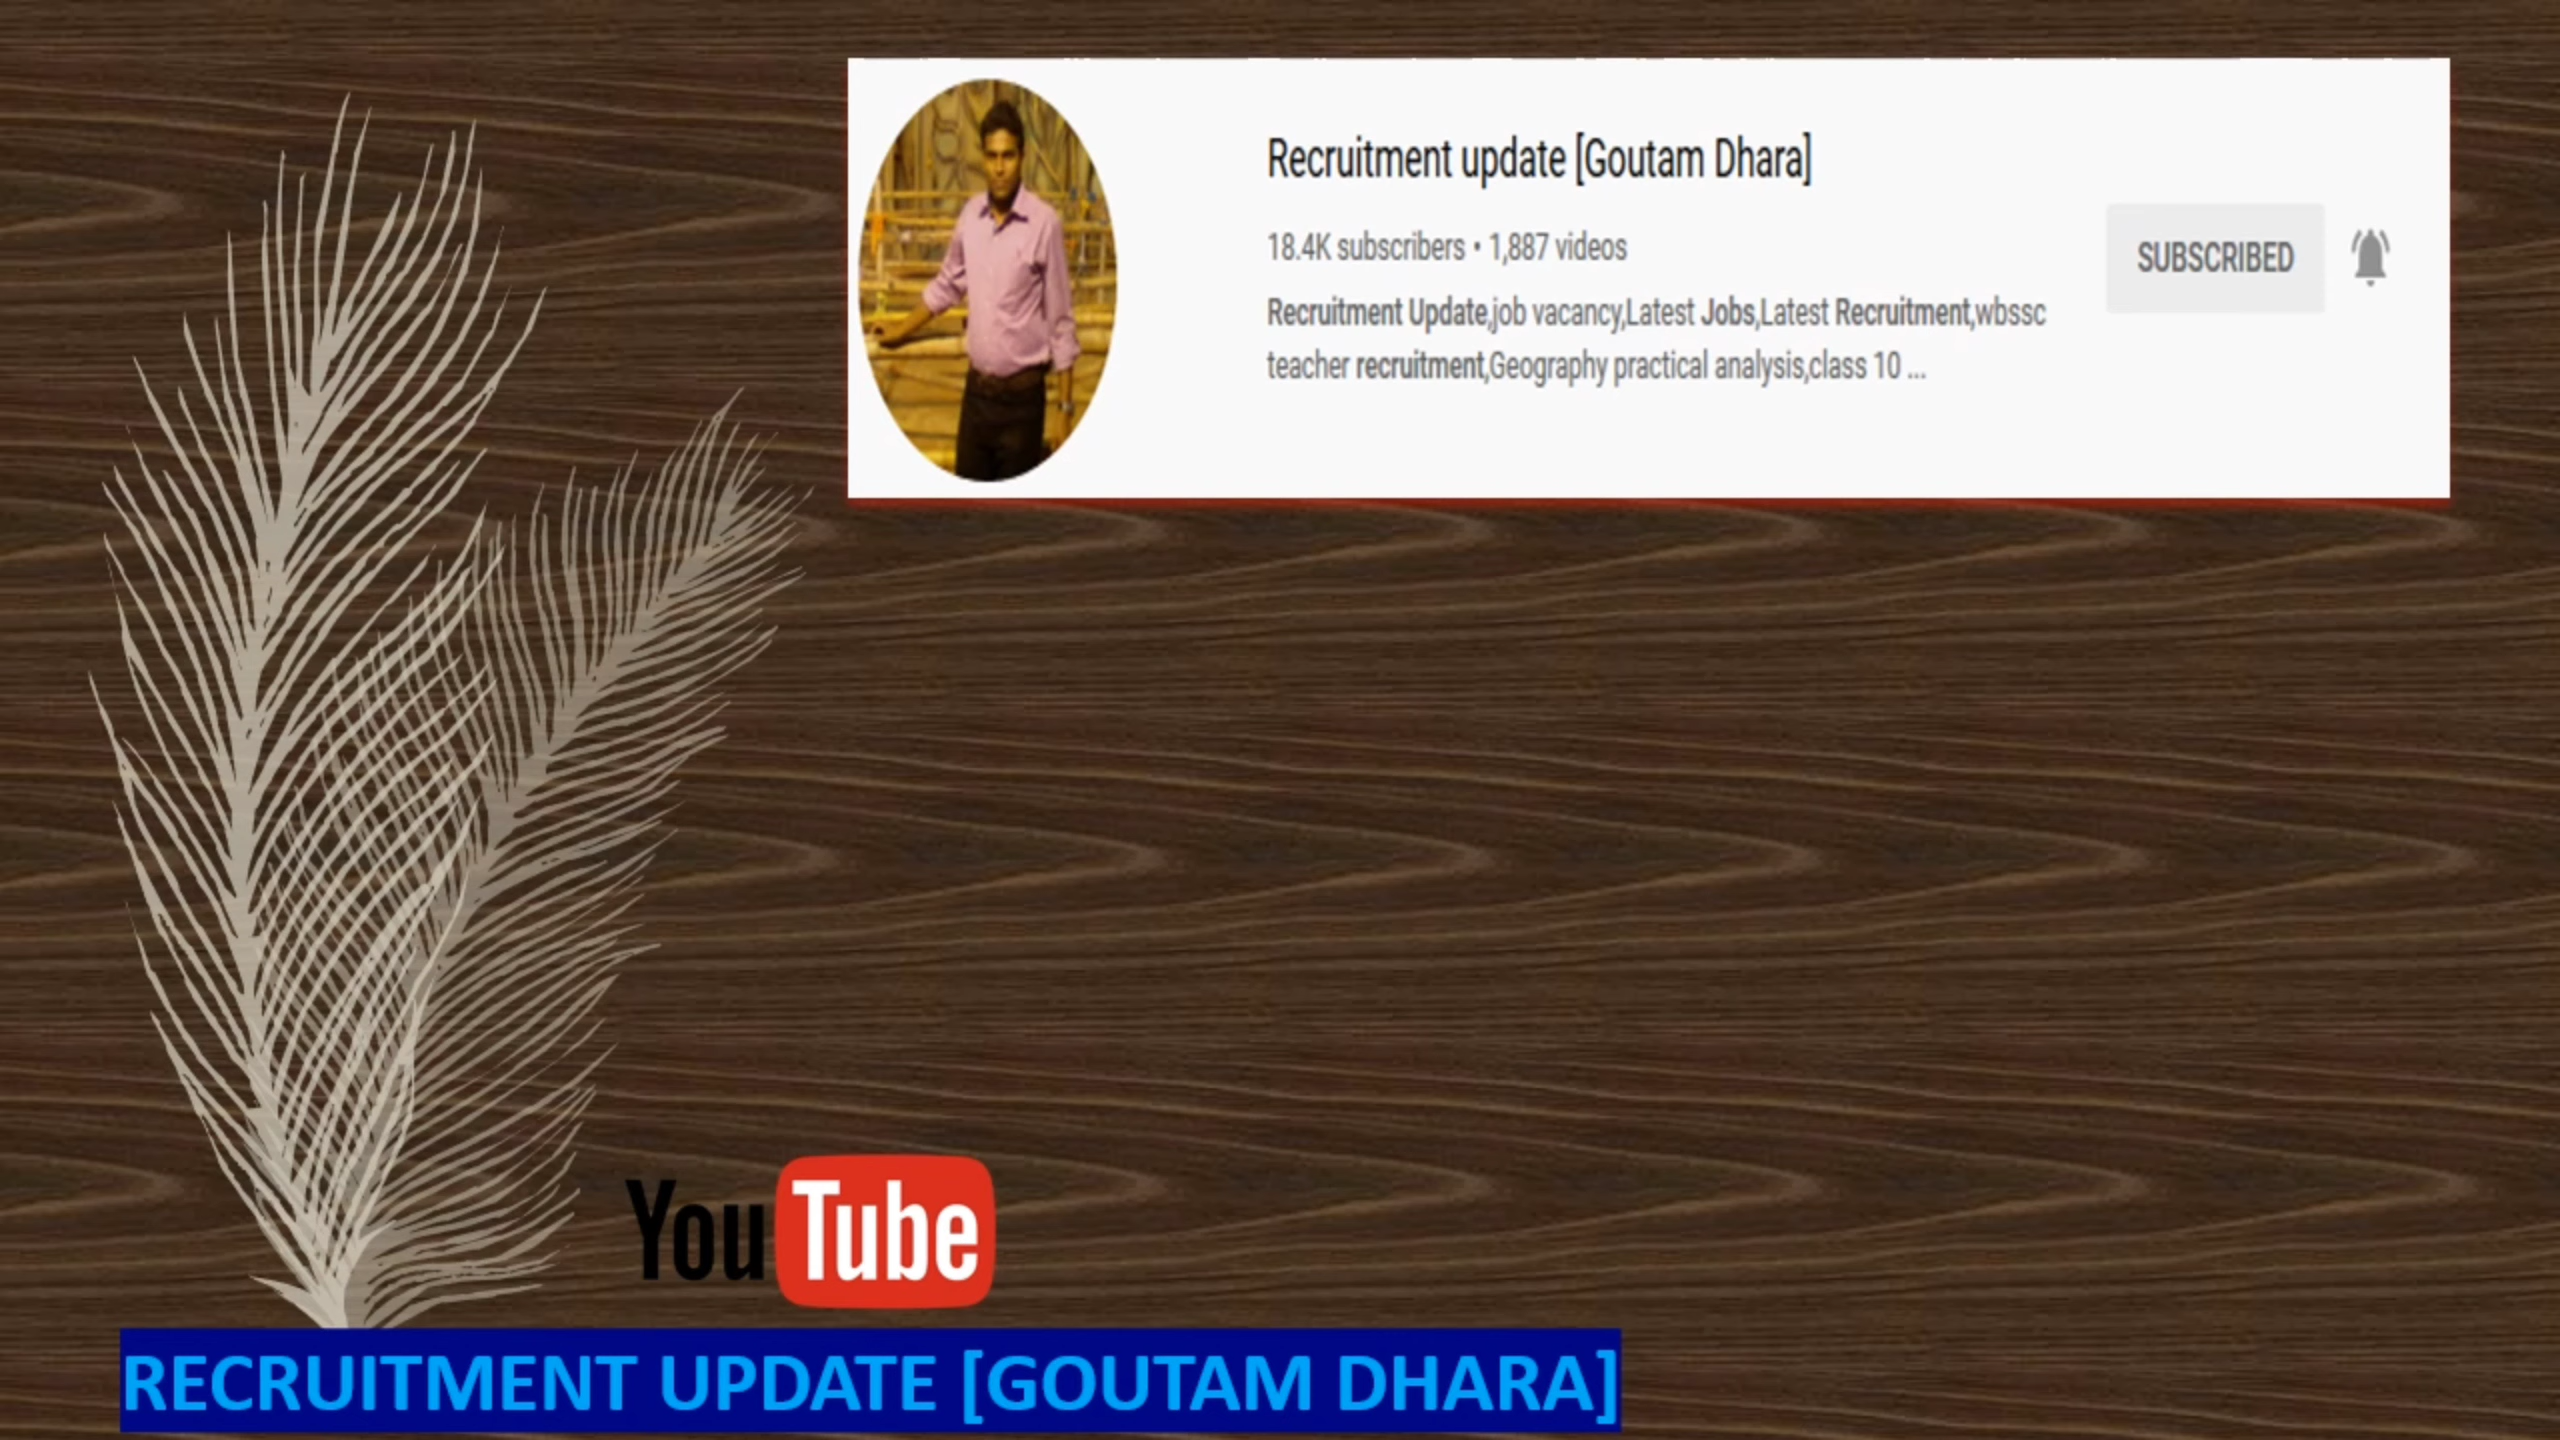 Recruitment update [Goutam Dhara]
18.4K subscribers • 1,887 videos
SUBSCRIBED
Recruitment Update,job vacancy,Latest Jobs,Latest Recruitment,wbssc
teacher recruitment,Geography practical analysis,class 10 ...
YouTube
RECRUITMENT UPDATE [GOUTAM DHARA]